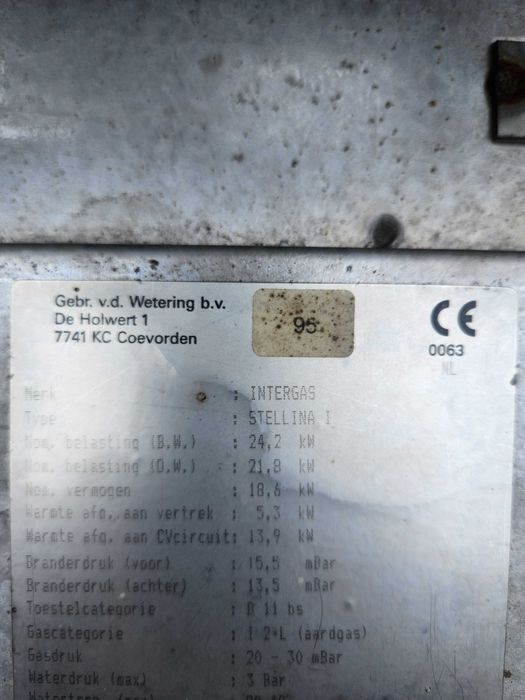 Gebr. v.d. Wetering b.v.
De Holwert 1
7741 KC Coevorden
95
CE
0063
NL
Merk : INTERGAS
Type : STELLINA I
Nom. belasting (B.W.) : 24,2 kW
Nom. belasting (O.W.) : 21,8 kW
Nom. vermogen : 18,6 kW
Warmte afg. aan vertrek : 5,3 kW
Warmte afg. aan CVcircuit: 13,9 kW
Branderdruk (voor) : 15,5 mBar
Branderdruk (achter) : 13,5 mBar
Toestelcategorie : B 11 bs
Gascategorie : I 2*L (aardgas)
Gasdruk : 20 - 30 mBar
Waterdruk (max) : 3 Bar